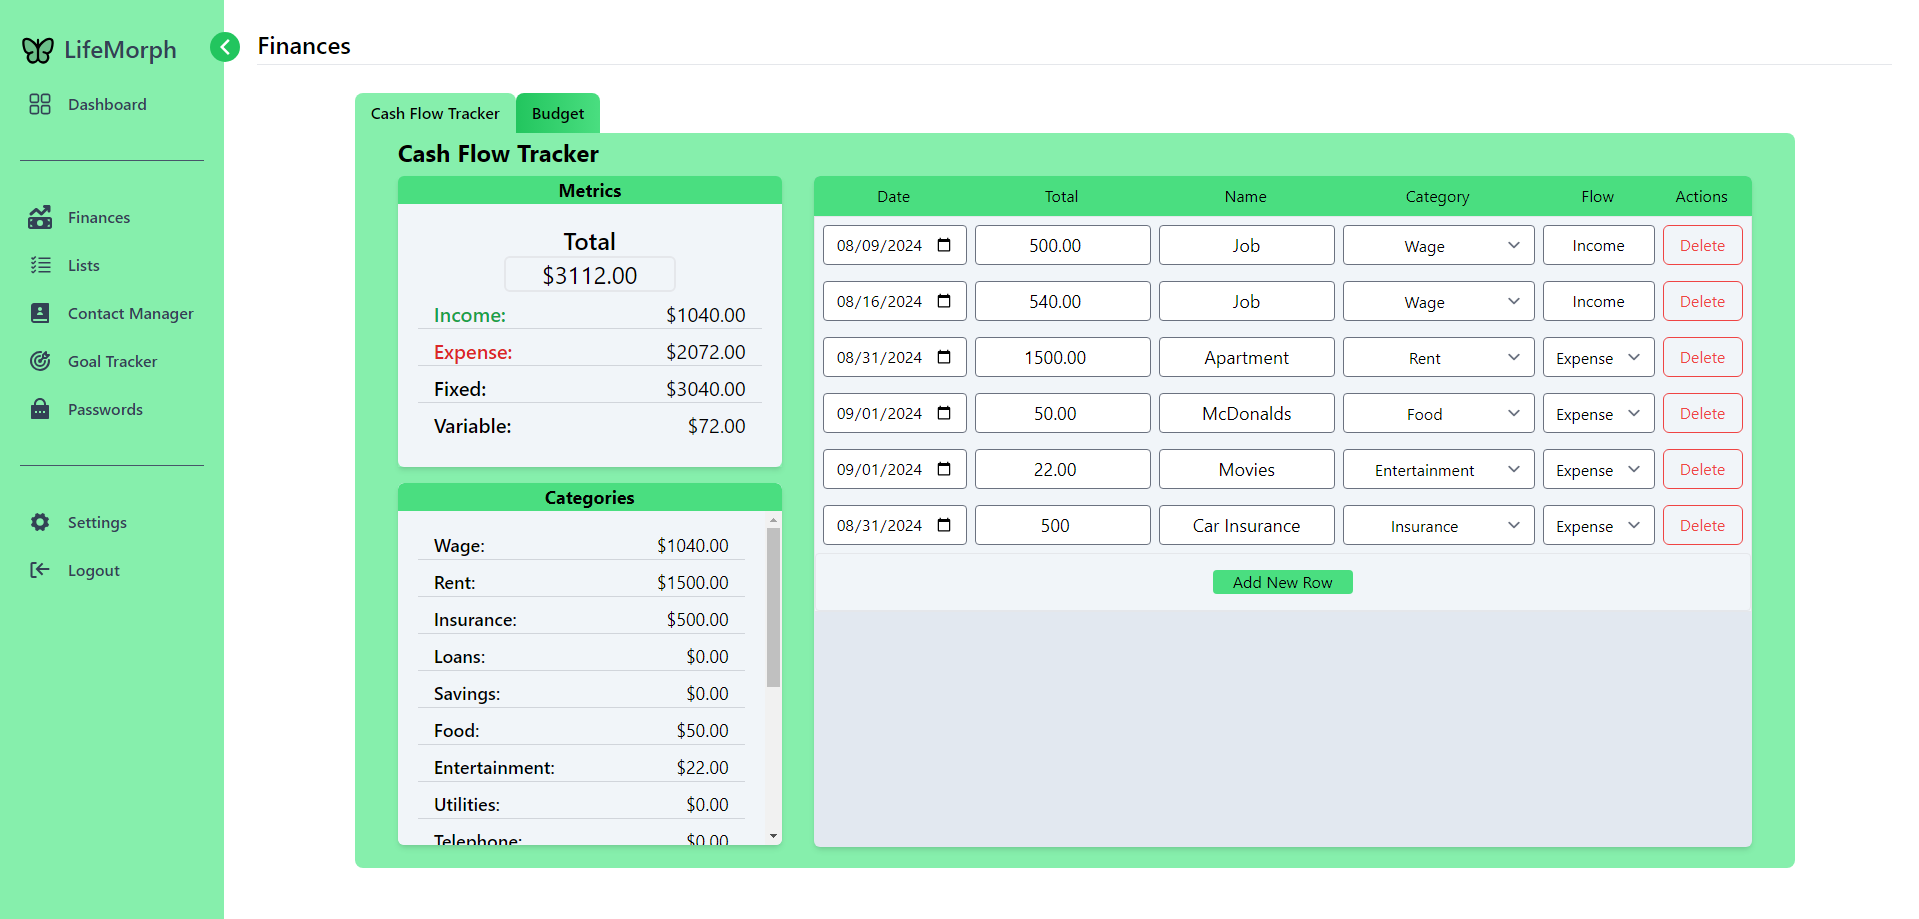 LifeMorph
Dashboard
Finances
Lists
Contact Manager
Goal Tracker
Passwords
Settings
Logout
Finances
Cash Flow Tracker
Budget
Cash Flow Tracker
Metrics
Total
$3112.00
Income: $1040.00
Expense: $2072.00
Fixed: $3040.00
Variable: $72.00
Categories
Wage: $1040.00
Rent: $1500.00
Insurance: $500.00
Loans: $0.00
Savings: $0.00
Food: $50.00
Entertainment: $22.00
Utilities: $0.00
Telephone: $0.00
Date Total Name Category Flow Actions
08/09/2024 500.00 Job Wage Income Delete
08/16/2024 540.00 Job Wage Income Delete
08/31/2024 1500.00 Apartment Rent Expense Delete
09/01/2024 50.00 McDonalds Food Expense Delete
09/01/2024 22.00 Movies Entertainment Expense Delete
08/31/2024 500 Car Insurance Insurance Expense Delete
Add New Row